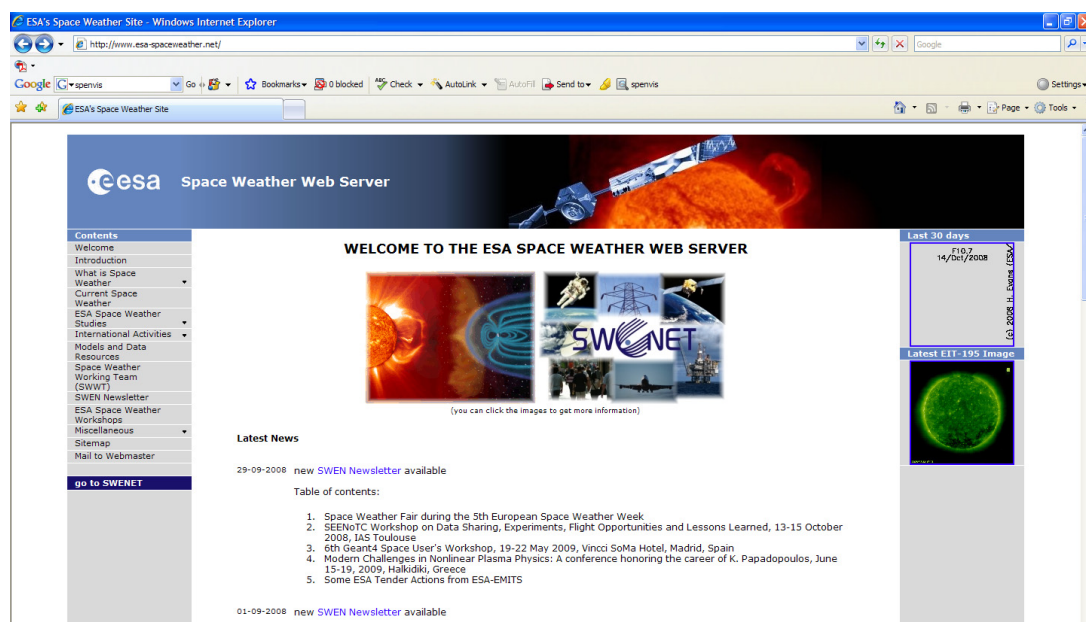 ESA's Space Weather Site - Windows Internet Explorer
http://www.esa-spaceweather.net/
Google
Google
spenvis
Go
Bookmarks
0 blocked
Check
AutoLink
AutoFill
Send to
spenvis
Settings
ESA's Space Weather Site
Page
Tools
esa
Space Weather Web Server
Contents
Welcome
Introduction
What is Space
Weather
Current Space
Weather
ESA Space Weather
Studies
International Activities
Models and Data
Resources
Space Weather
Working Team
(SWWT)
SWEN Newsletter
ESA Space Weather
Workshops
Miscellaneous
Sitemap
Mail to Webmaster
go to SWENET
WELCOME TO THE ESA SPACE WEATHER WEB SERVER
SWENET
(you can click the images to get more information)
Latest News
29-09-2008 new SWEN Newsletter available
Table of contents:
1. Space Weather Fair during the 5th European Space Weather Week
2. SEENoTC Workshop on Data Sharing, Experiments, Flight Opportunities and Lessons Learned, 13-15 October
2008, IAS Toulouse
3. 6th Geant4 Space User's Workshop, 19-22 May 2009, Vincci SoMa Hotel, Madrid, Spain
4. Modern Challenges in Nonlinear Plasma Physics: A conference honoring the career of K. Papadopoulos, June
15-19, 2009, Halkidiki, Greece
5. Some ESA Tender Actions from ESA-EMITS
01-09-2008 new SWEN Newsletter available
Last 30 days
F10.7
14/Oct/2008
(c) 2008 H. Evans (ESA/
Latest EIT-195 Image